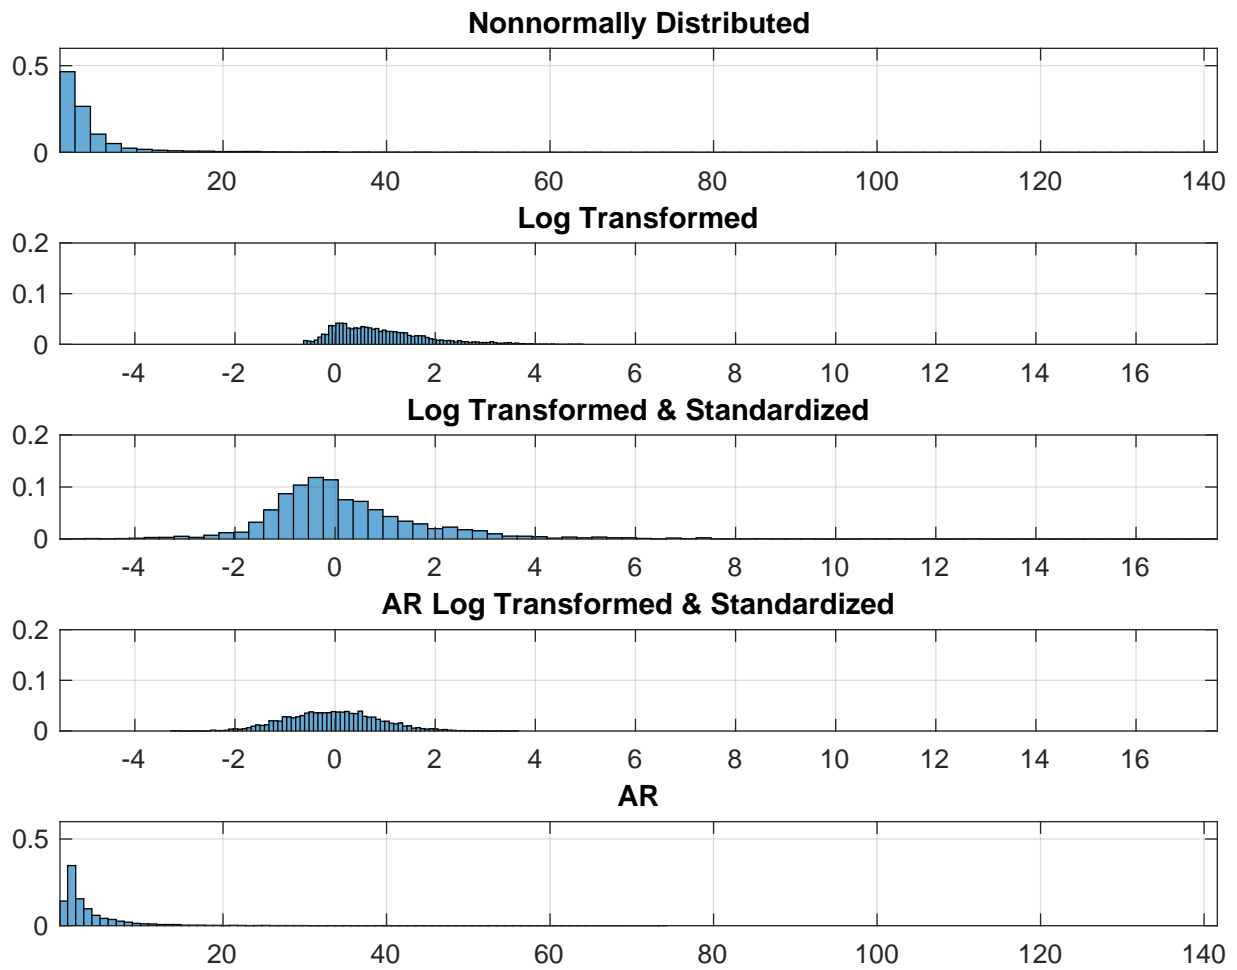 Nonnormally Distributed
0.5
0
20 40 60 80 100 120 140
Log Transformed
0.2
0.1
0
-4 -2 0 2 4 6 8 10 12 14 16
Log Transformed & Standardized
0.2
0.1
0
-4 -2 0 2 4 6 8 10 12 14 16
AR Log Transformed & Standardized
0.2
0.1
0
-4 -2 0 2 4 6 8 10 12 14 16
AR
0.5
0
20 40 60 80 100 120 140